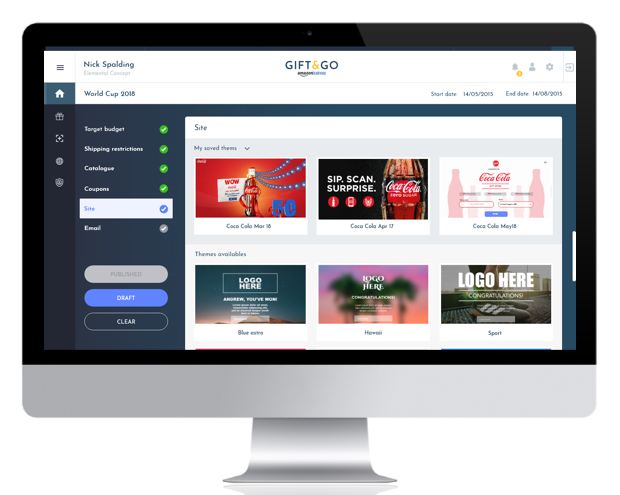 Nick Spalding
Elemental Concept
GIFT&GO
World Cup 2018
Start date 14/05/2015
End date 14/08/2015
Target budget
Shipping restrictions
Catalogue
Coupons
Site
Email
PUBLISHED
DRAFT
CLEAR
Site
My saved thems
WOW
50
Coca Cola Mar 18
SIP. SCAN.
SURPRISE.
Coca-Cola
Coca Cola Apr 17
Coca-Cola
Coca Cola May18
Themes availables
LOGO
HERE
ANDREW, YOU'VE WON!
Blue astro
LOGO
HERE
CONGRATULATIONS!
Hawaii
LOGO HERE
CONGRATULATIONS!
Sport